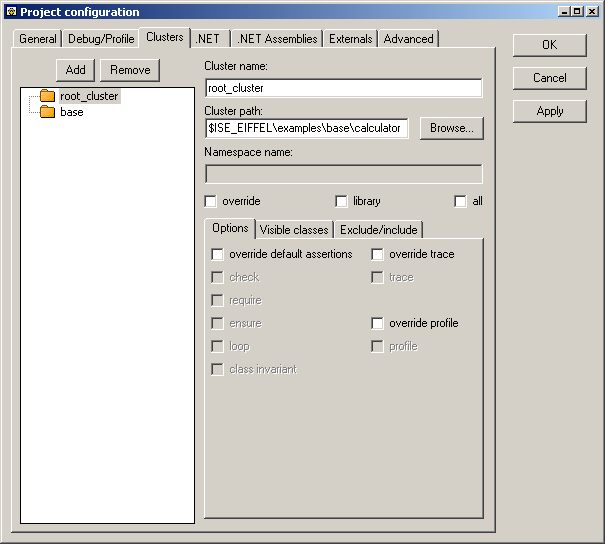 Project configuration
General Debug/Profile Clusters .NET .NET Assemblies Externals Advanced
OK
Cancel
Apply
Add Remove
root_cluster
base
Cluster name:
root_cluster
Cluster path:
$ISE_EIFFEL\examples\base\calculator Browse...
Namespace name:
override library all
Options Visible classes Exclude/include
override default assertions override trace
check trace
require
ensure override profile
loop profile
class invariant